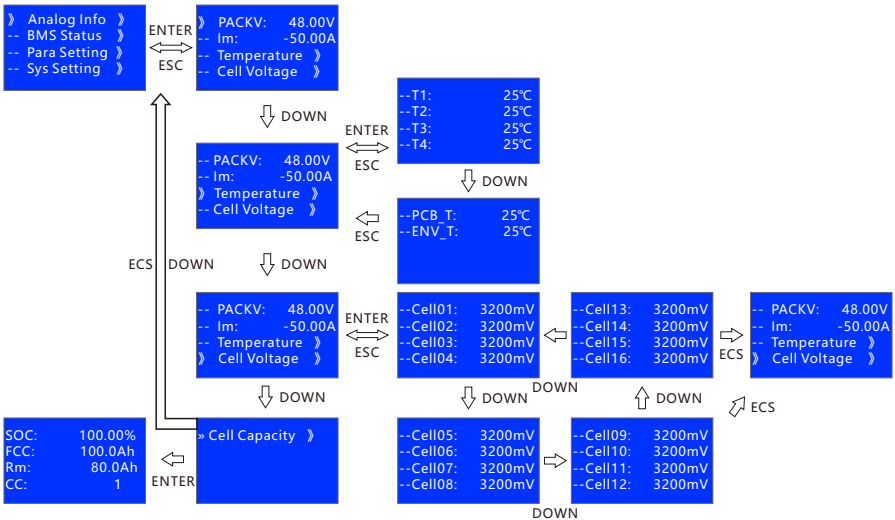 》 Analog Info 》
-- BMS Status 》
-- Para Setting 》
-- Sys Setting 》
ENTER
ESC
》 PACKV: 48.00V
-- Im: -50.00A
-- Temperature 》
-- Cell Voltage 》
DOWN
-- PACKV: 48.00V
-- Im: -50.00A
》 Temperature 》
-- Cell Voltage 》
ENTER
ESC
--T1: 25℃
--T2: 25℃
--T3: 25℃
--T4: 25℃
DOWN
--PCB_T: 25℃
--ENV_T: 25℃
ESC
ECS DOWN
DOWN
-- PACKV: 48.00V
-- Im: -50.00A
-- Temperature 》
》 Cell Voltage 》
ENTER
ESC
--Cell01: 3200mV
--Cell02: 3200mV
--Cell03: 3200mV
--Cell04: 3200mV
DOWN
--Cell13: 3200mV
--Cell14: 3200mV
--Cell15: 3200mV
--Cell16: 3200mV
ECS
-- PACKV: 48.00V
-- Im: -50.00A
-- Temperature 》
》 Cell Voltage 》
DOWN
DOWN
DOWN
ECS
SOC: 100.00%
FCC: 100.0Ah
Rm: 80.0Ah
CC: 1
ENTER
» Cell Capacity 》
--Cell05: 3200mV
--Cell06: 3200mV
--Cell07: 3200mV
--Cell08: 3200mV
DOWN
--Cell09: 3200mV
--Cell10: 3200mV
--Cell11: 3200mV
--Cell12: 3200mV